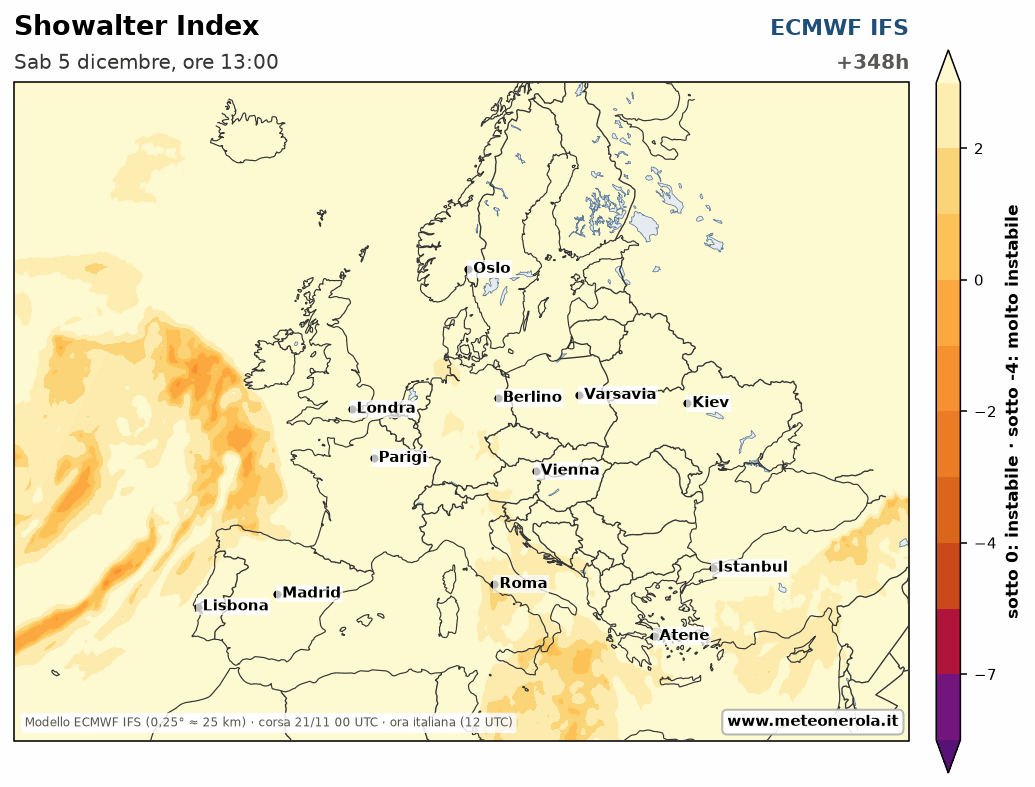 Showalter Index
ECMWF IFS
Sab 5 dicembre, ore 13:00
+348h
Oslo
Londra
Berlino
Varsavia
Kiev
Parigi
Vienna
Istanbul
Roma
Madrid
Lisbona
Atene
Modello ECMWF IFS (0,25° ≈ 25 km) · corsa 21/11 00 UTC · ora italiana (12 UTC)
www.meteonerola.it
2
0
−2
−4
−7
sotto 0: instabile · sotto -4: molto instabile